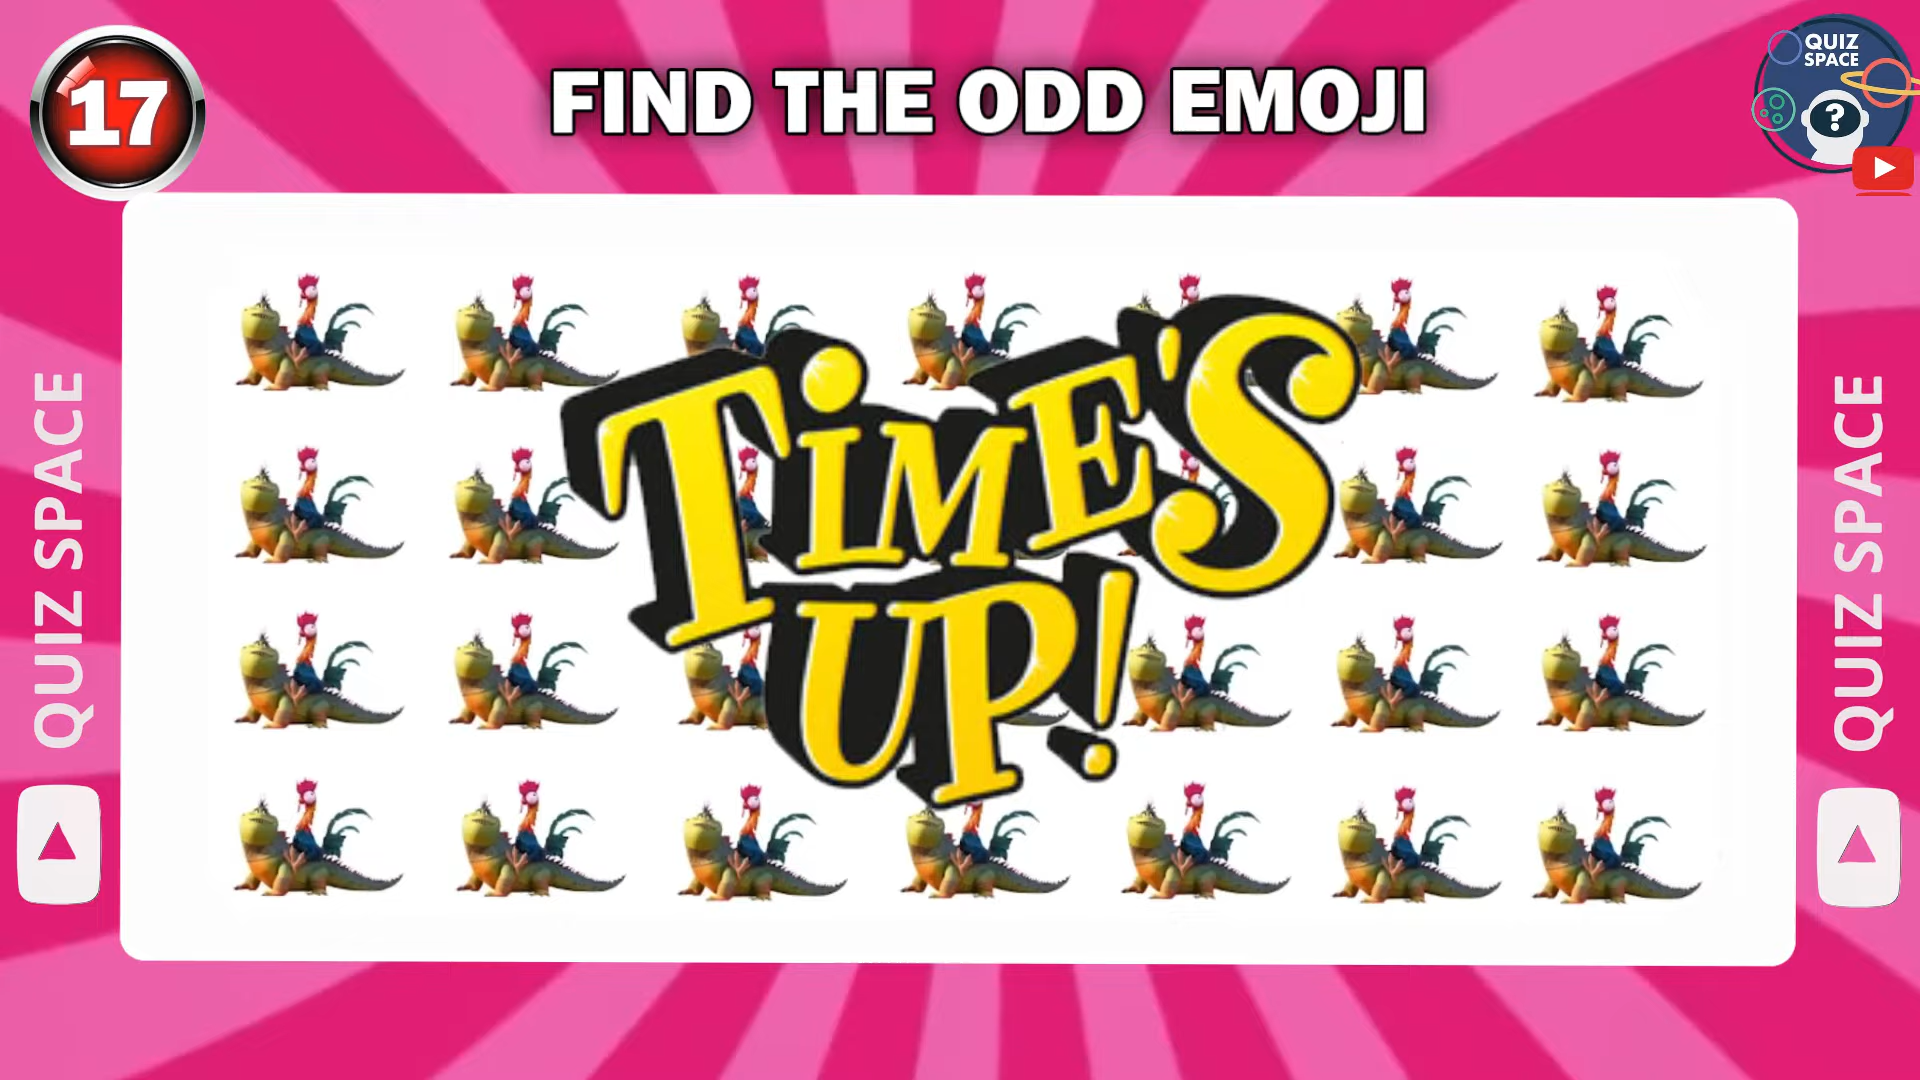 17
FIND THE ODD EMOJI
QUIZ
SPACE
?
QUIZ SPACE
TIME'S
UP!
QUIZ SPACE